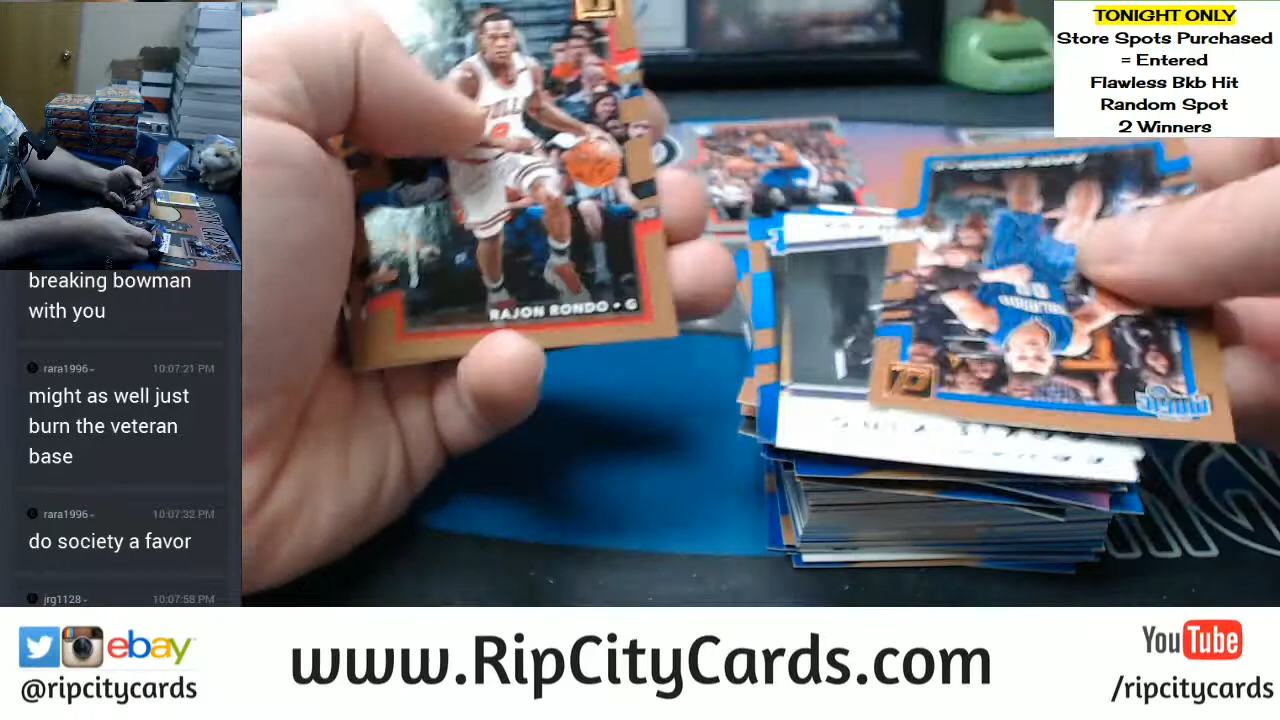 TONIGHT ONLY
Store Spots Purchased
= Entered
Flawless Bkb Hit
Random Spot
2 Winners
RAJON RONDO • G
breaking bowman
with you
rara1996
10:07:21 PM
might as well just
burn the veteran
base
rara1996
10:07:32 PM
do society a favor
jrg1128
10:07:58 PM
ebay
@ripcitycards
www.RipCityCards.com
YouTube
/ripcitycards